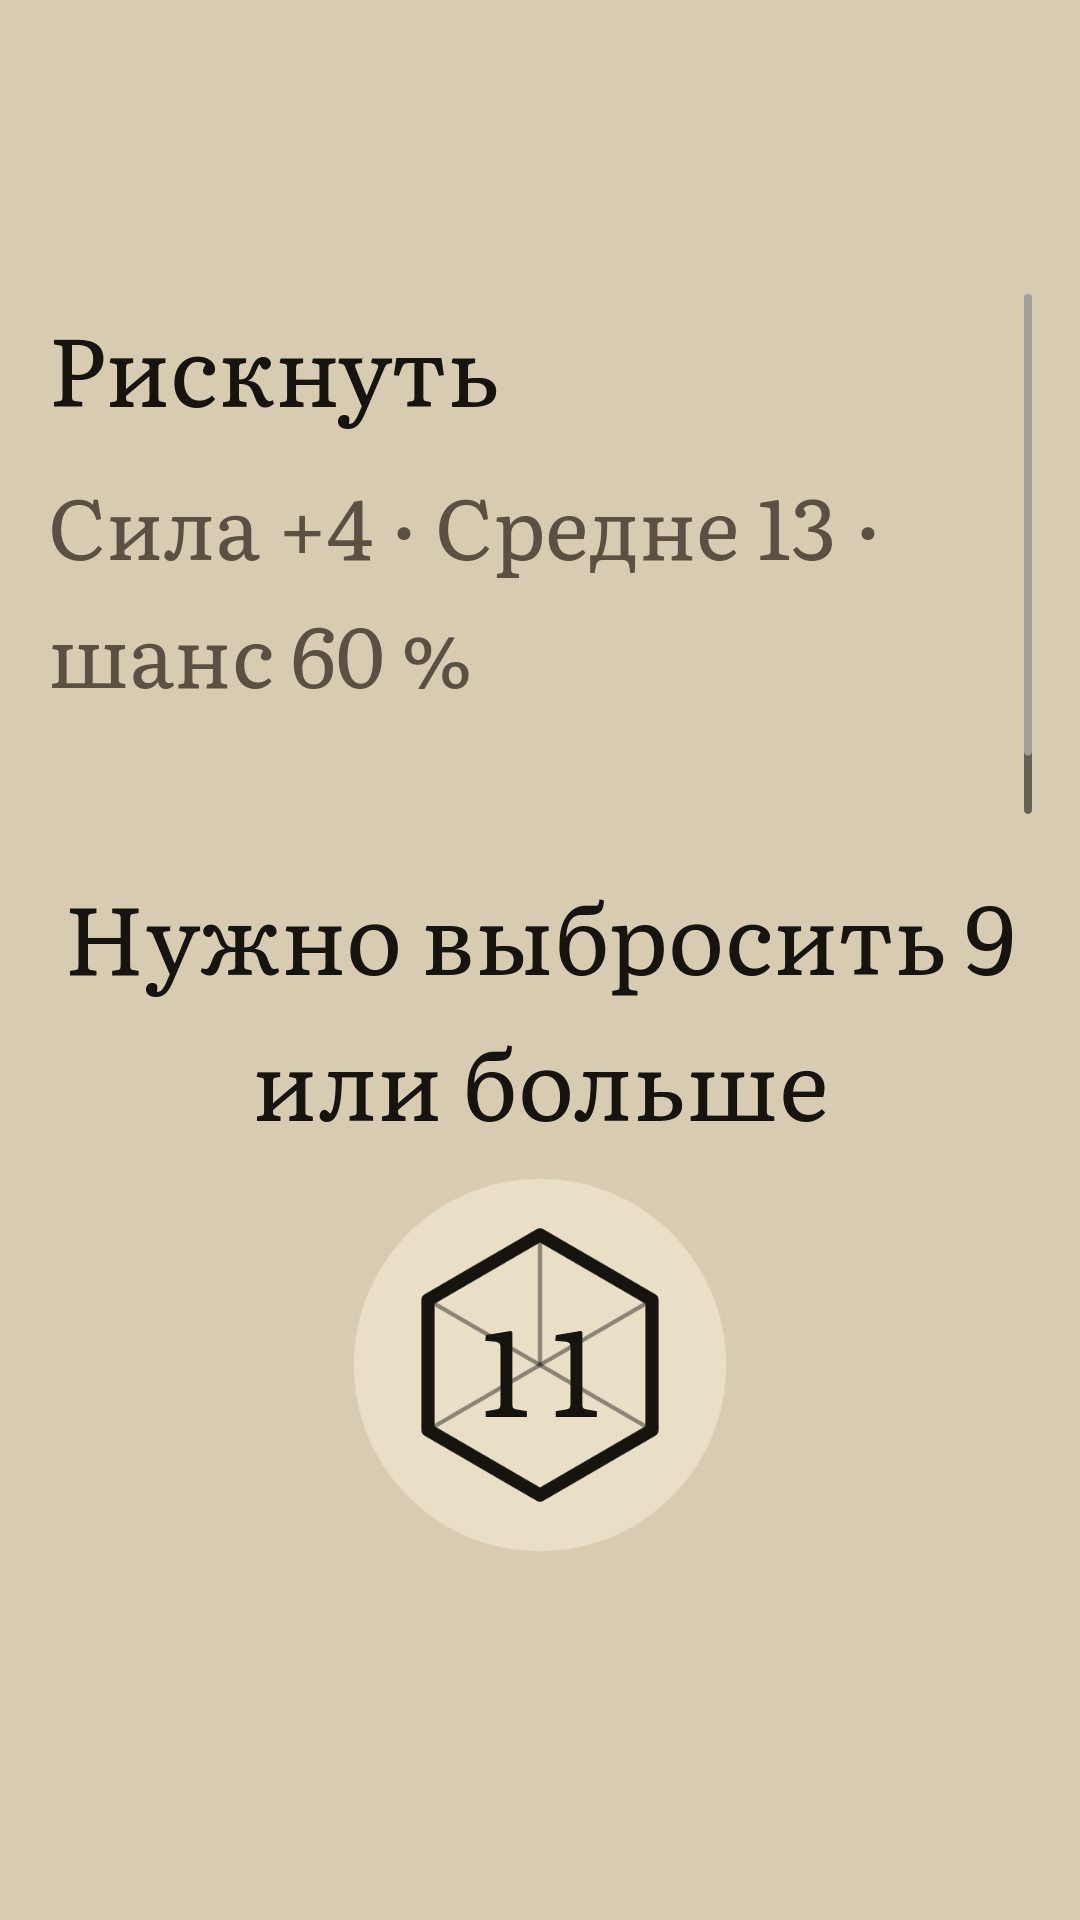 Рискнуть
Сила +4 · Средне 13 ·
шанс 60 %
Нужно выбросить 9
или больше
11